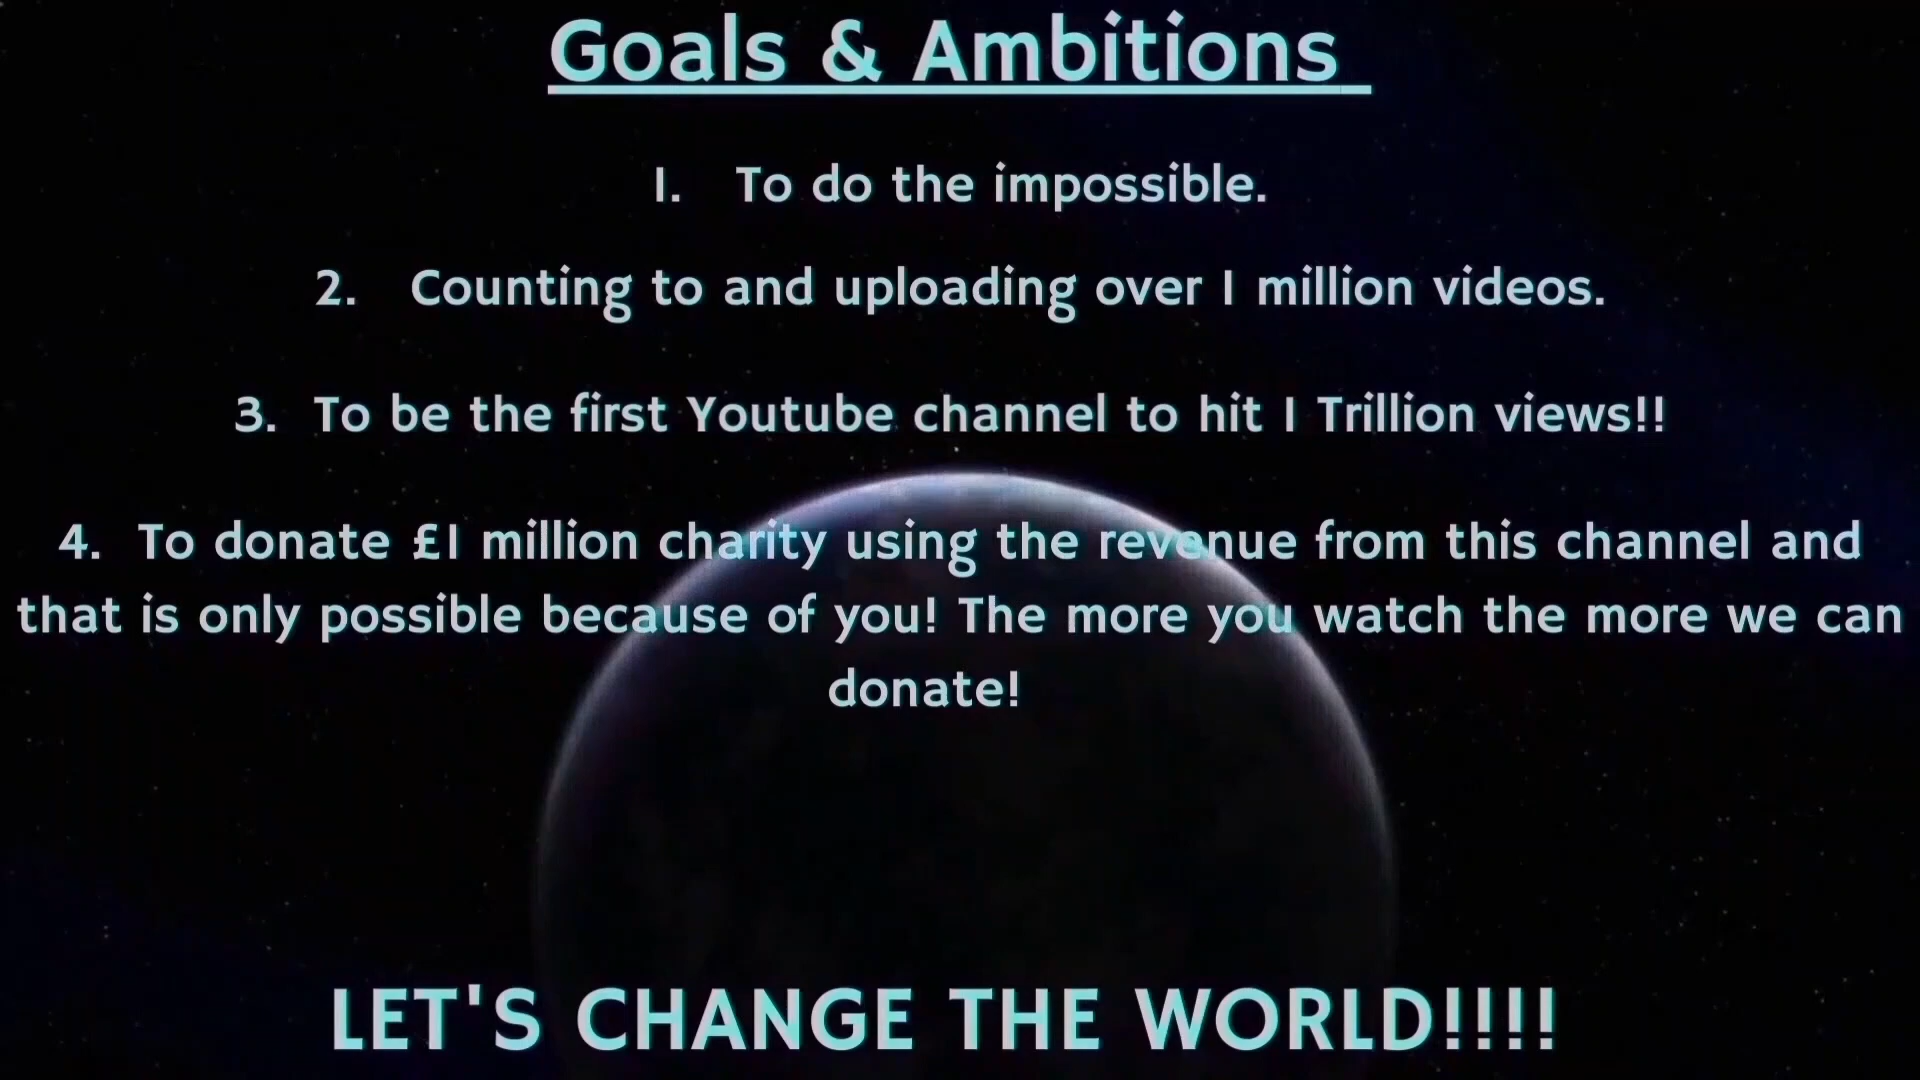 Goals & Ambitions
1. To do the impossible.
2. Counting to and uploading over 1 million videos.
3. To be the first Youtube channel to hit 1 Trillion views!!
4. To donate £1 million charity using the revenue from this channel and
that is only possible because of you! The more you watch the more we can
donate!
LET'S CHANGE THE WORLD!!!!